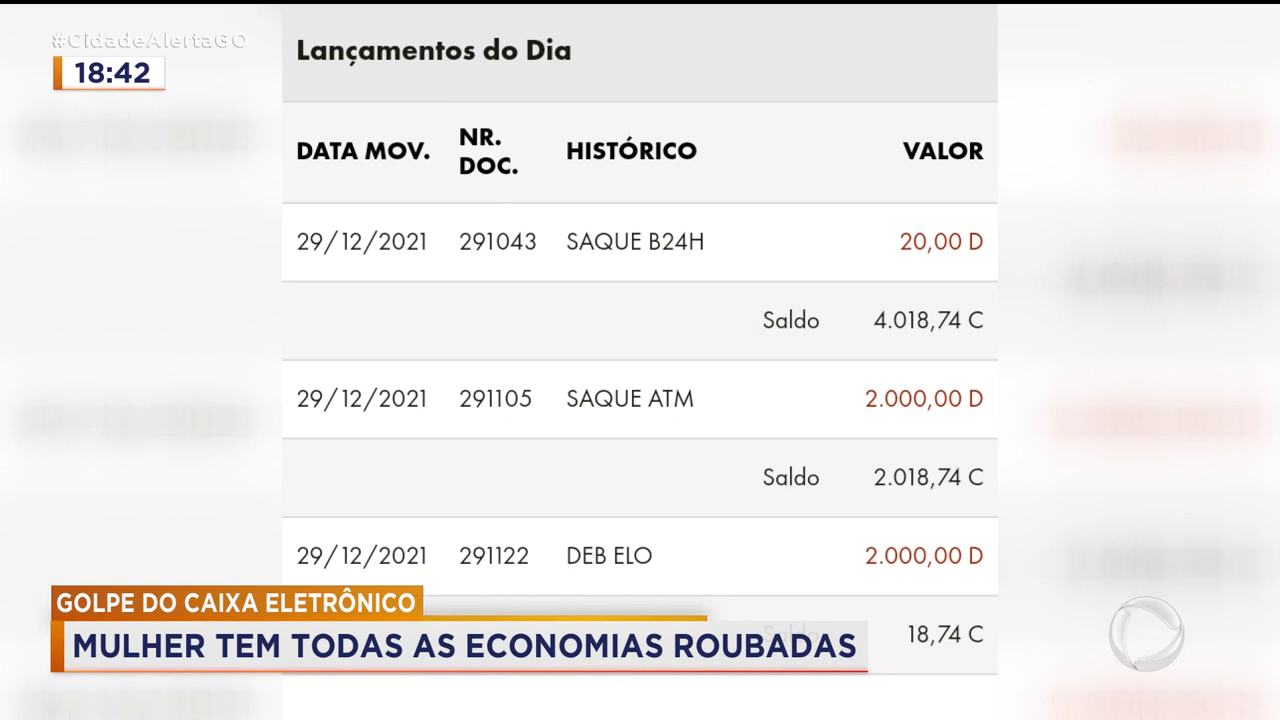 #CidadeAlertaGO
18:42
Lançamentos do Dia
DATA MOV. NR. DOC. HISTÓRICO VALOR
29/12/2021 291043 SAQUE B24H 20,00 D
Saldo 4.018,74 C
29/12/2021 291105 SAQUE ATM 2.000,00 D
Saldo 2.018,74 C
29/12/2021 291122 DEB ELO 2.000,00 D
Saldo 18,74 C
GOLPE DO CAIXA ELETRÔNICO
MULHER TEM TODAS AS ECONOMIAS ROUBADAS